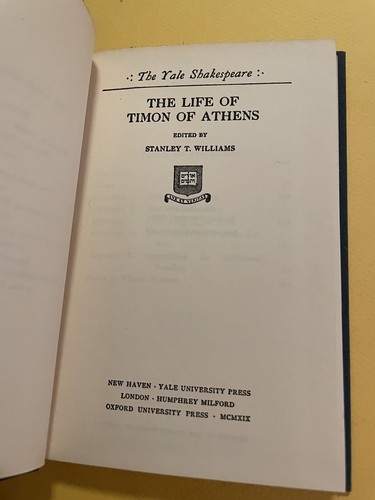 .: The Yale Shakespeare :.
THE LIFE OF
TIMON OF ATHENS
EDITED BY
STANLEY T. WILLIAMS
NEW HAVEN · YALE UNIVERSITY PRESS
LONDON · HUMPHREY MILFORD
OXFORD UNIVERSITY PRESS · MCMXIX